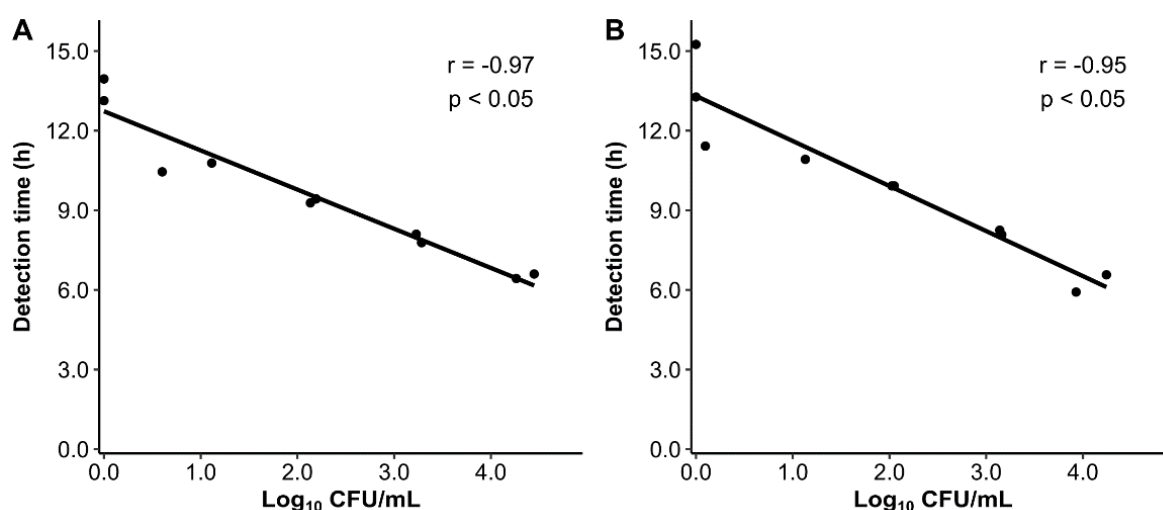 A
r = -0.97
p < 0.05
Detection time (h)
15.0
12.0
9.0
6.0
3.0
0.0
0.0 1.0 2.0 3.0 4.0
Log₁₀ CFU/mL
B
r = -0.95
p < 0.05
Detection time (h)
15.0
12.0
9.0
6.0
3.0
0.0
0.0 1.0 2.0 3.0 4.0
Log₁₀ CFU/mL